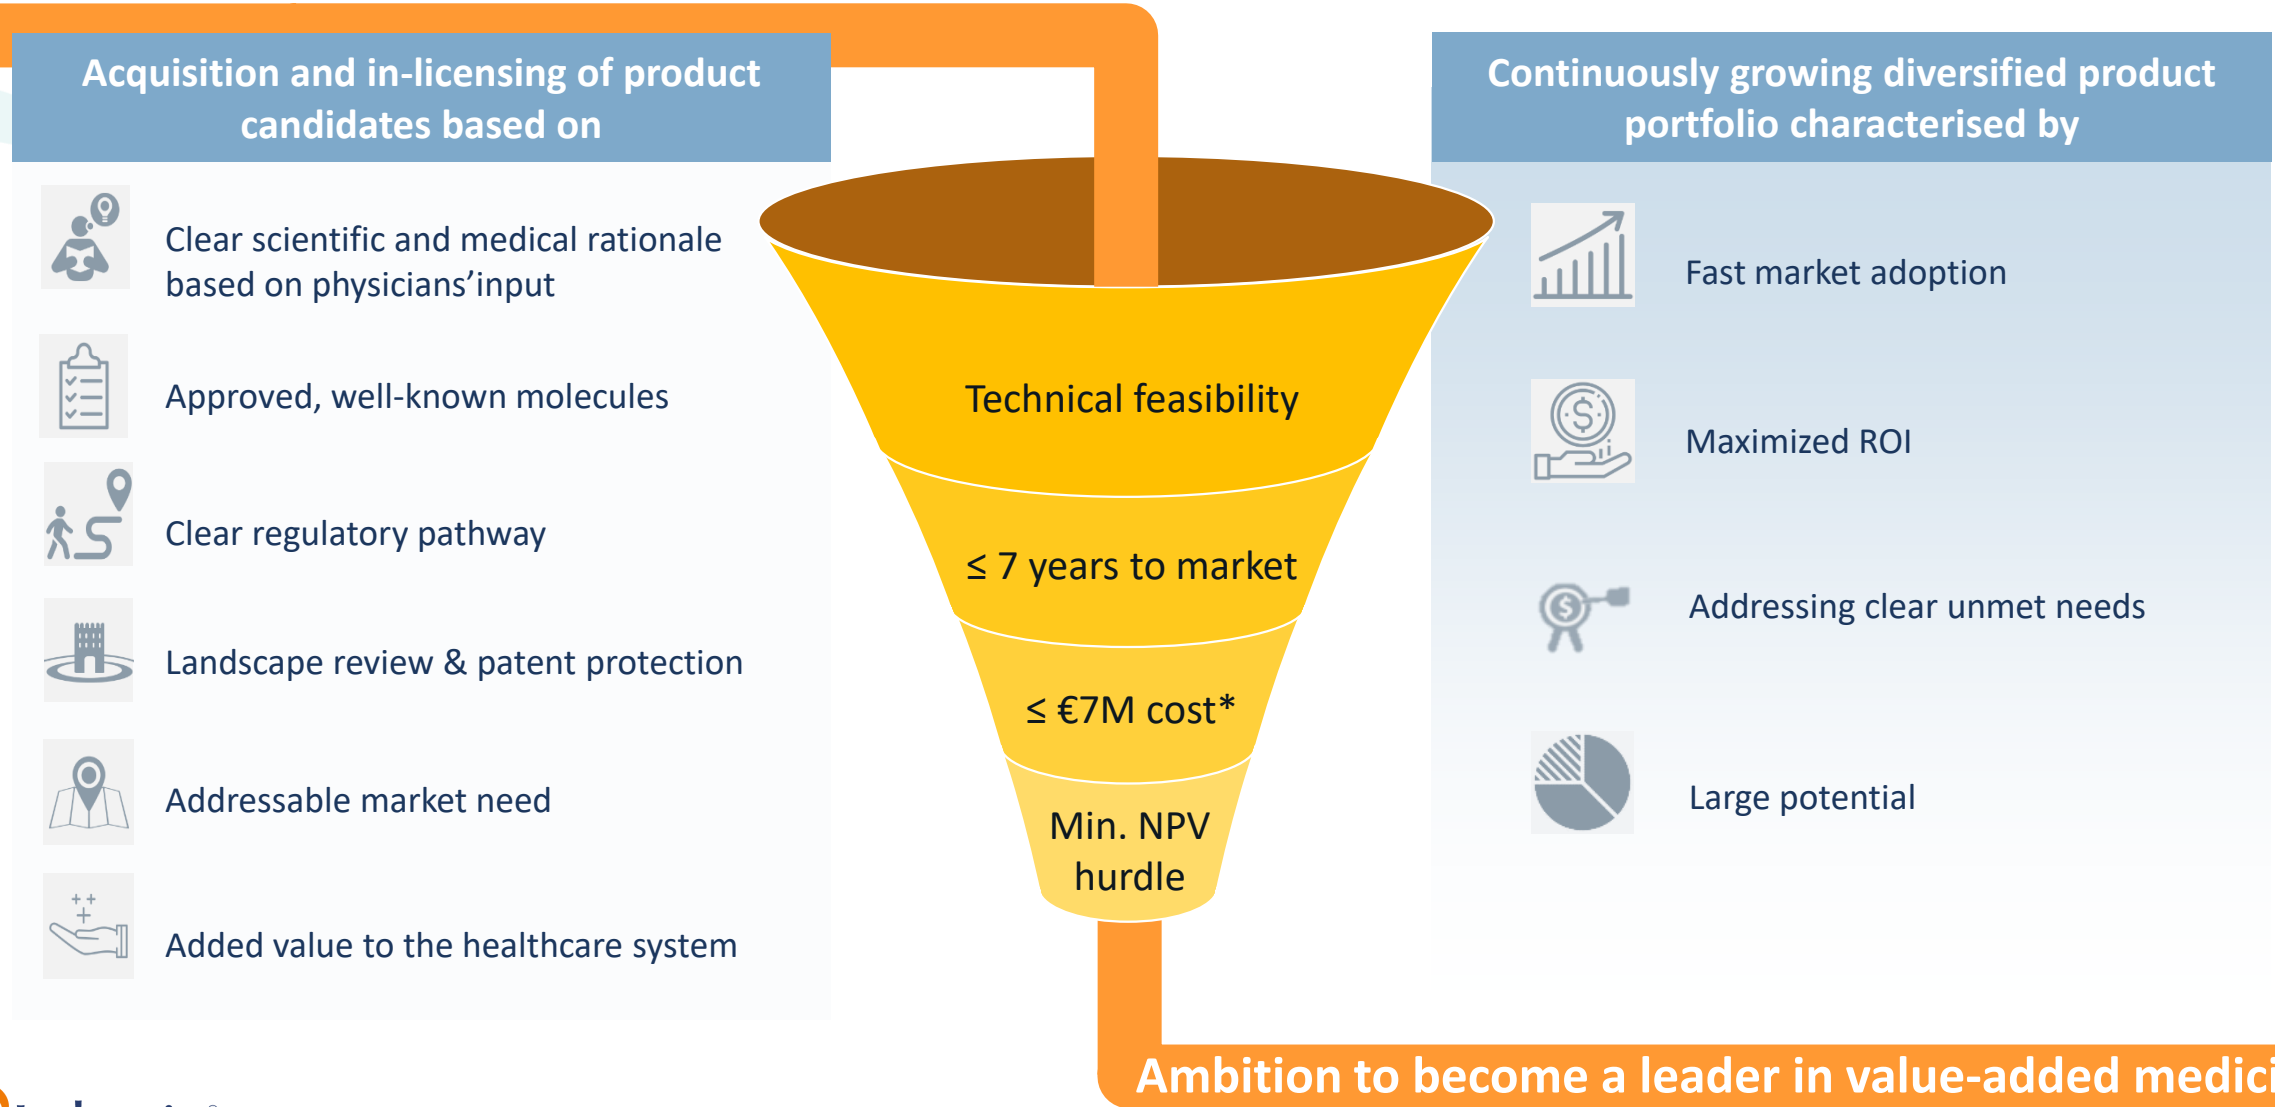 Acquisition and in-licensing of product
candidates based on
Clear scientific and medical rationale
based on physicians’input
Approved, well-known molecules
Clear regulatory pathway
Landscape review & patent protection
Addressable market need
Added value to the healthcare system
Technical feasibility
≤ 7 years to market
≤ €7M cost*
Min. NPV
hurdle
Continuously growing diversified product
portfolio characterised by
Fast market adoption
Maximized ROI
Addressing clear unmet needs
Large potential
Ambition to become a leader in value-added